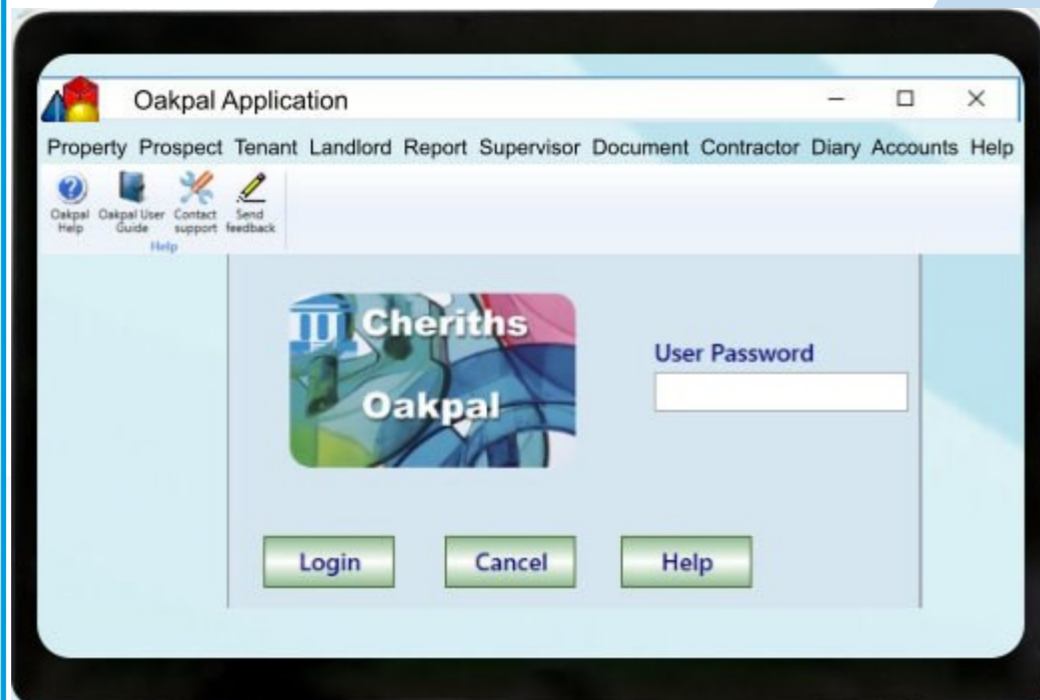 Oakpal Application
Property Prospect Tenant Landlord Report Supervisor Document Contractor Diary Accounts Help
Oakpal Help
Oakpal User Guide
Contact support
Send feedback
Help
Cheriths
Oakpal
User Password
Login Cancel Help